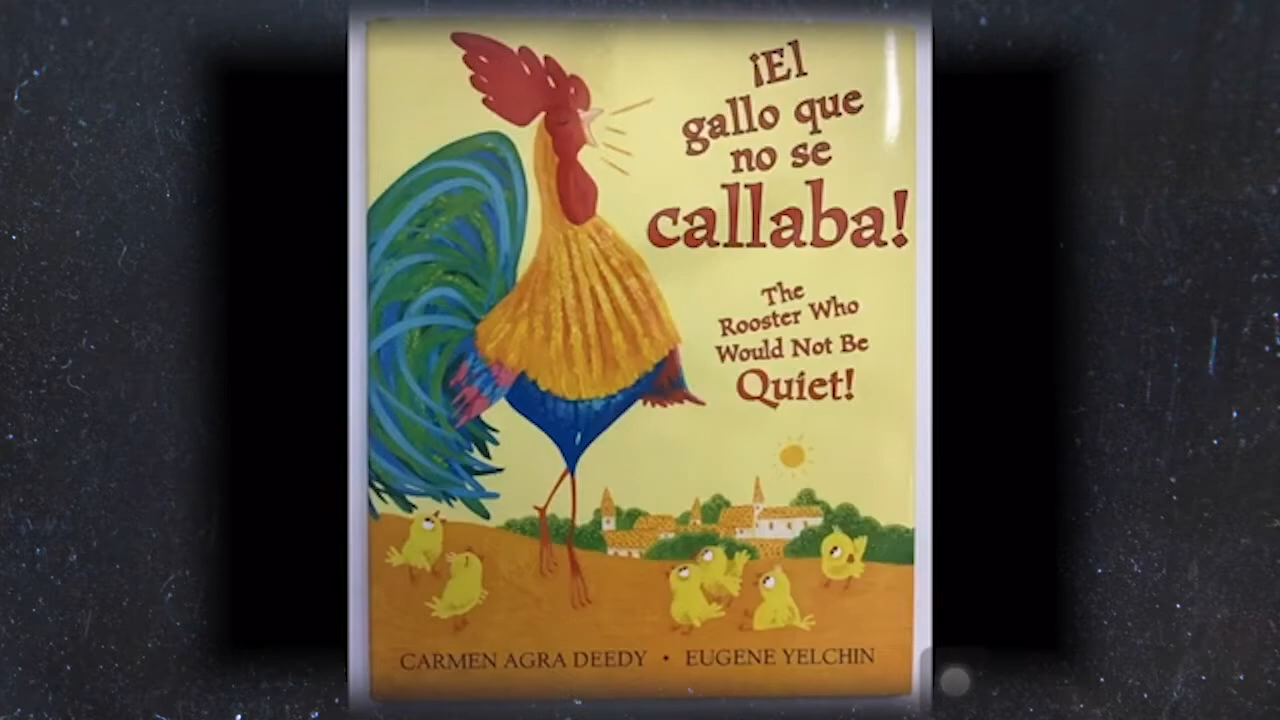 ¡El
gallo que
no se
callaba!
The
Rooster Who
Would Not Be
Quiet!
CARMEN AGRA DEEDY • EUGENE YELCHIN